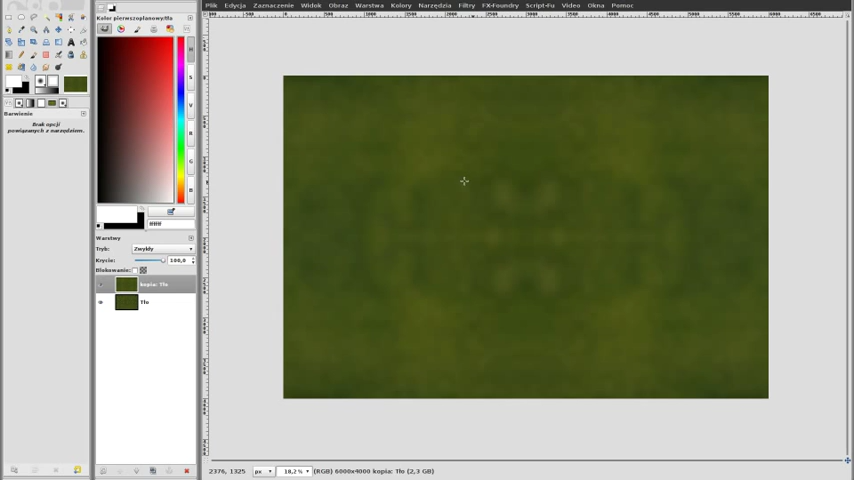 Plik Edycja Zaznaczenie Widok Obraz Warstwa Kolory Narzędzia Filtry FX-Foundry Script-Fu Video Okna Pomoc
Kolor pierwszoplanowy/tła
H
S
V
R
G
B
ffffff
Barwienie
Brak opcji
powiązanych z narzędziem.
Warstwy
Tryb: Zwykły
Krycie: 100,0
Blokowanie:
kopia: Tło
Tło
2376, 1325 px 18,2% (RGB) 6000x4000 kopia: Tło (2,3 GB)